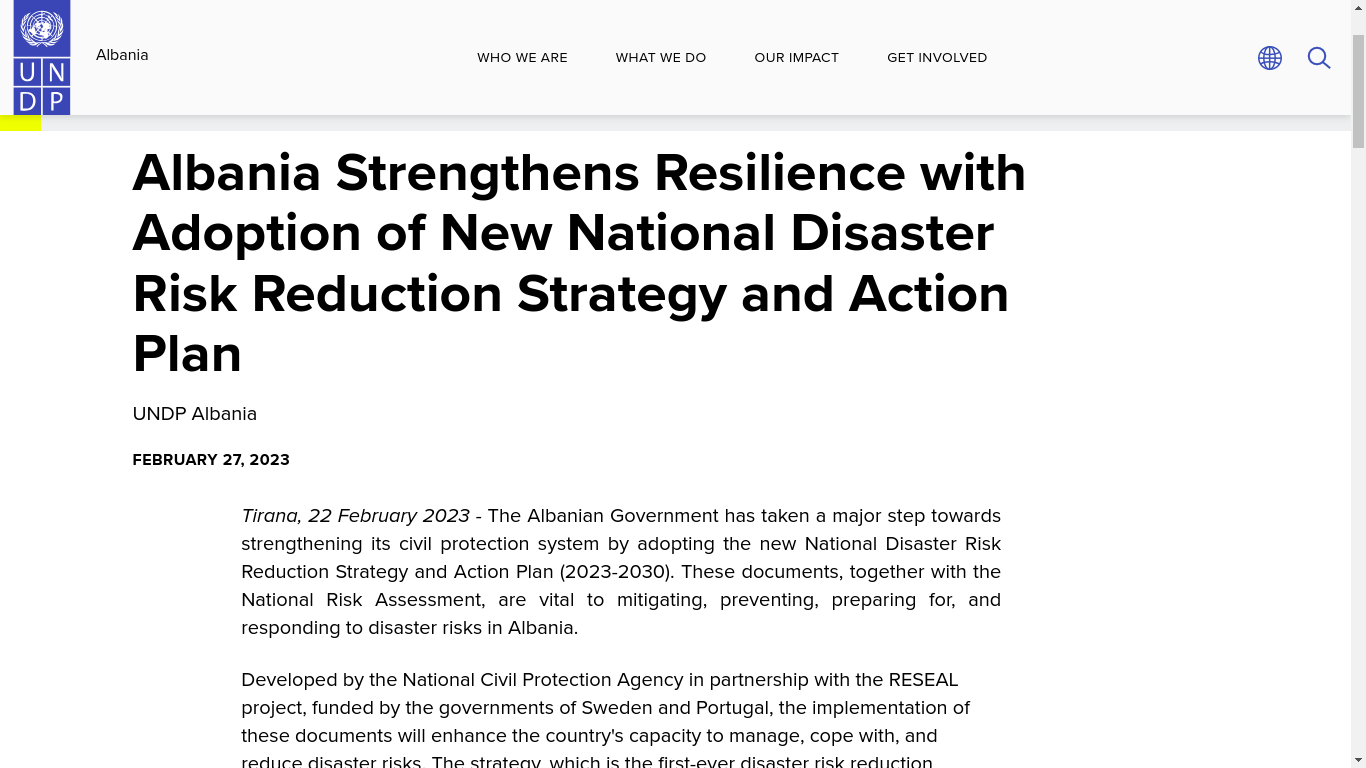 U N
D P
Albania
WHO WE ARE
WHAT WE DO
OUR IMPACT
GET INVOLVED
Albania Strengthens Resilience with
Adoption of New National Disaster
Risk Reduction Strategy and Action
Plan
UNDP Albania
FEBRUARY 27, 2023
Tirana, 22 February 2023 - The Albanian Government has taken a major step towards
strengthening its civil protection system by adopting the new National Disaster Risk
Reduction Strategy and Action Plan (2023-2030). These documents, together with the
National Risk Assessment, are vital to mitigating, preventing, preparing for, and
responding to disaster risks in Albania.
Developed by the National Civil Protection Agency in partnership with the RESEAL
project, funded by the governments of Sweden and Portugal, the implementation of
these documents will enhance the country's capacity to manage, cope with, and
reduce disaster risks. The strategy, which is the first-ever disaster risk reduction